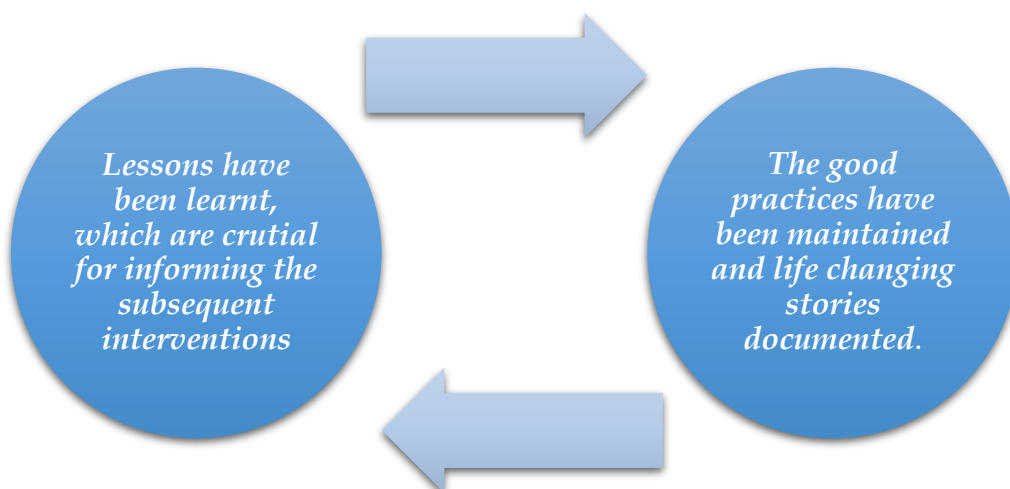 Lessons have
been learnt,
which are crutial
for informing the
subsequent
interventions
The good
practices have
been maintained
and life changing
stories
documented.